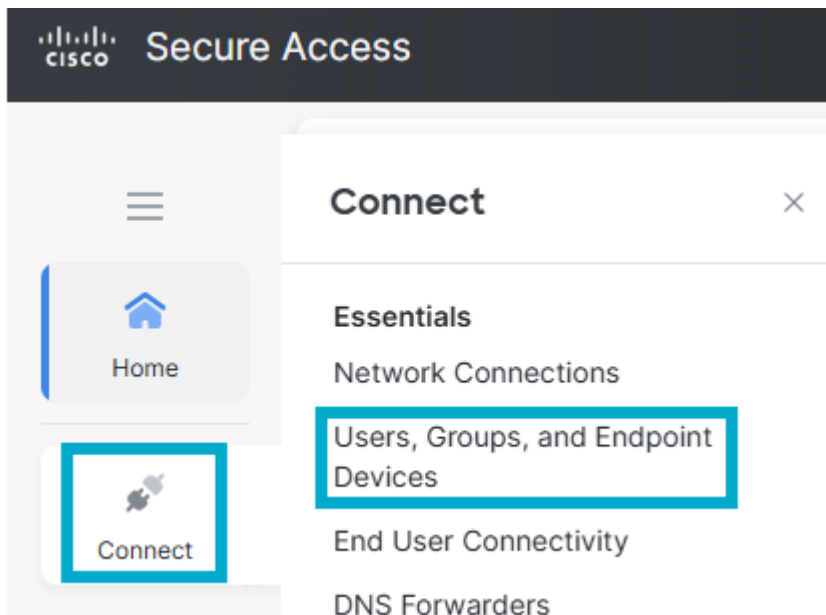 CISCO Secure Access
Connect
Home
Essentials
Network Connections
Users, Groups, and Endpoint
Devices
Connect
End User Connectivity
DNS Forwarders